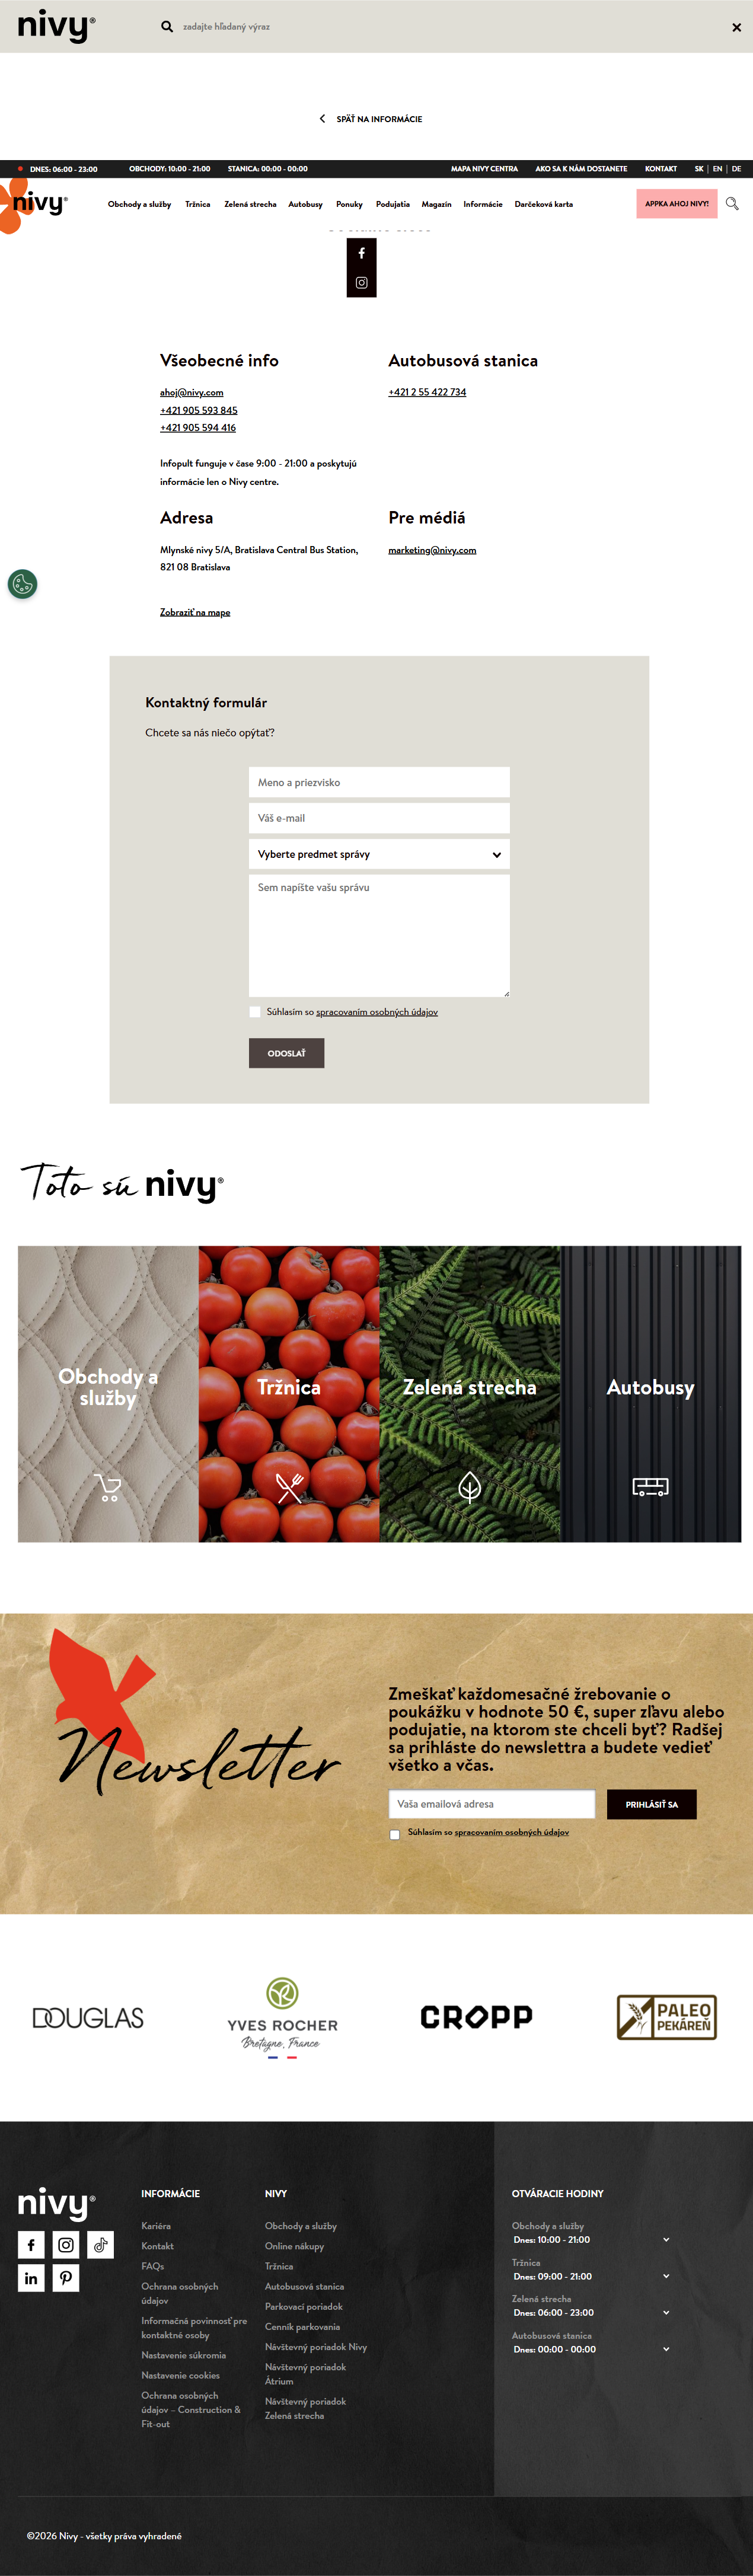 nivy®
zadajte hľadaný výraz
SPÄŤ NA INFORMÁCIE
DNES: 06:00 - 23:00
OBCHODY: 10:00 - 21:00
STANICA: 00:00 - 00:00
MAPA NIVY CENTRA
AKO SA K NÁM DOSTANETE
KONTAKT
SK | EN | DE
nivy®
Obchody a služby
Tržnica
Zelená strecha
Autobusy
Ponuky
Podujatia
Magazín
Informácie
Darčeková karta
APPKA AHOJ NIVY!
Všeobecné info
ahoj@nivy.com
+421 905 593 845
+421 905 594 416
Infopult funguje v čase 9:00 - 21:00 a poskytujú
informácie len o Nivy centre.
Autobusová stanica
+421 2 55 422 734
Adresa
Mlynské nivy 5/A, Bratislava Central Bus Station,
821 08 Bratislava
Zobraziť na mape
Pre médiá
marketing@nivy.com
Kontaktný formulár
Chcete sa nás niečo opýtať?
Meno a priezvisko
Váš e-mail
Vyberte predmet správy
Sem napíšte vašu správu
Súhlasím so spracovaním osobných údajov
ODOSLAŤ
Toto sú nivy®
Obchody a
služby
Tržnica
Zelená strecha
Autobusy
Newsletter
Zmeškať každomesačné žrebovanie o
poukážku v hodnote 50 €, super zľavu alebo
podujatie, na ktorom ste chceli byť? Radšej
sa prihláste do newslettra a budete vedieť
všetko a včas.
Vaša emailová adresa
PRIHLÁSIŤ SA
Súhlasím so spracovaním osobných údajov
DOUGLAS
YVES ROCHER
Bretagne, France
CROPP
PALEO
PEKÁREŇ
nivy®
INFORMÁCIE
Kariéra
Kontakt
FAQs
Ochrana osobných
údajov
Informačná povinnosť pre
kontaktné osoby
Nastavenie súkromia
Nastavenie cookies
Ochrana osobných
údajov – Construction &
Fit-out
NIVY
Obchody a služby
Online nákupy
Tržnica
Autobusová stanica
Parkovací poriadok
Cenník parkovania
Návštevný poriadok Nivy
Návštevný poriadok
Átrium
Návštevný poriadok
Zelená strecha
OTVÁRACIE HODINY
Obchody a služby
Dnes: 10:00 - 21:00
Tržnica
Dnes: 09:00 - 21:00
Zelená strecha
Dnes: 06:00 - 23:00
Autobusová stanica
Dnes: 00:00 - 00:00
©2026 Nivy - všetky práva vyhradené